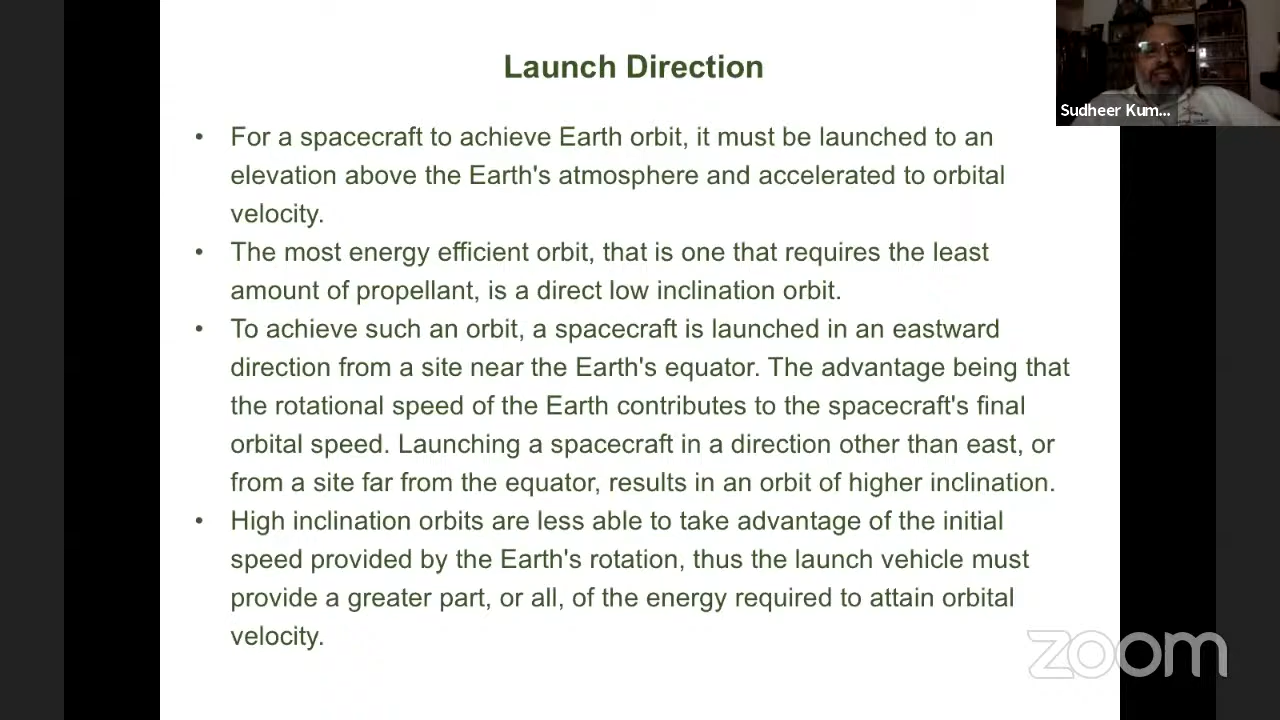 Launch Direction
Sudheer Kum...
• For a spacecraft to achieve Earth orbit, it must be launched to an
elevation above the Earth's atmosphere and accelerated to orbital
velocity.
• The most energy efficient orbit, that is one that requires the least
amount of propellant, is a direct low inclination orbit.
• To achieve such an orbit, a spacecraft is launched in an eastward
direction from a site near the Earth's equator. The advantage being that
the rotational speed of the Earth contributes to the spacecraft's final
orbital speed. Launching a spacecraft in a direction other than east, or
from a site far from the equator, results in an orbit of higher inclination.
• High inclination orbits are less able to take advantage of the initial
speed provided by the Earth's rotation, thus the launch vehicle must
provide a greater part, or all, of the energy required to attain orbital
velocity.
zoom